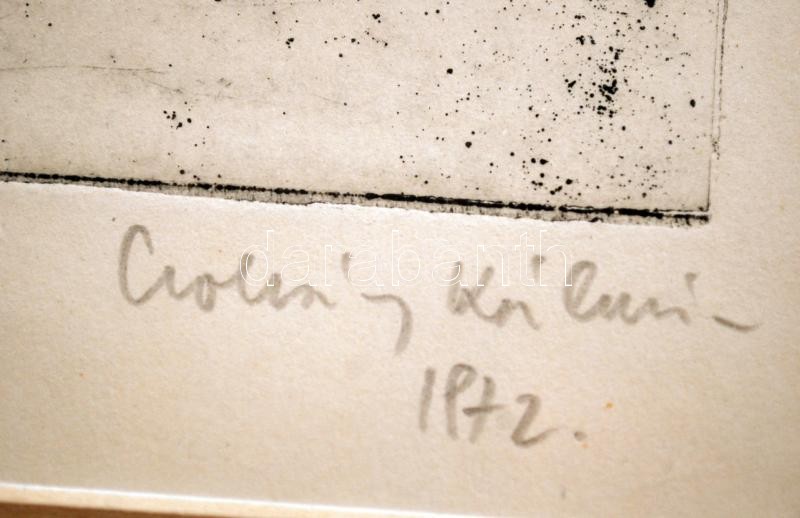 Csohány Kálmán
1972.
darabanth